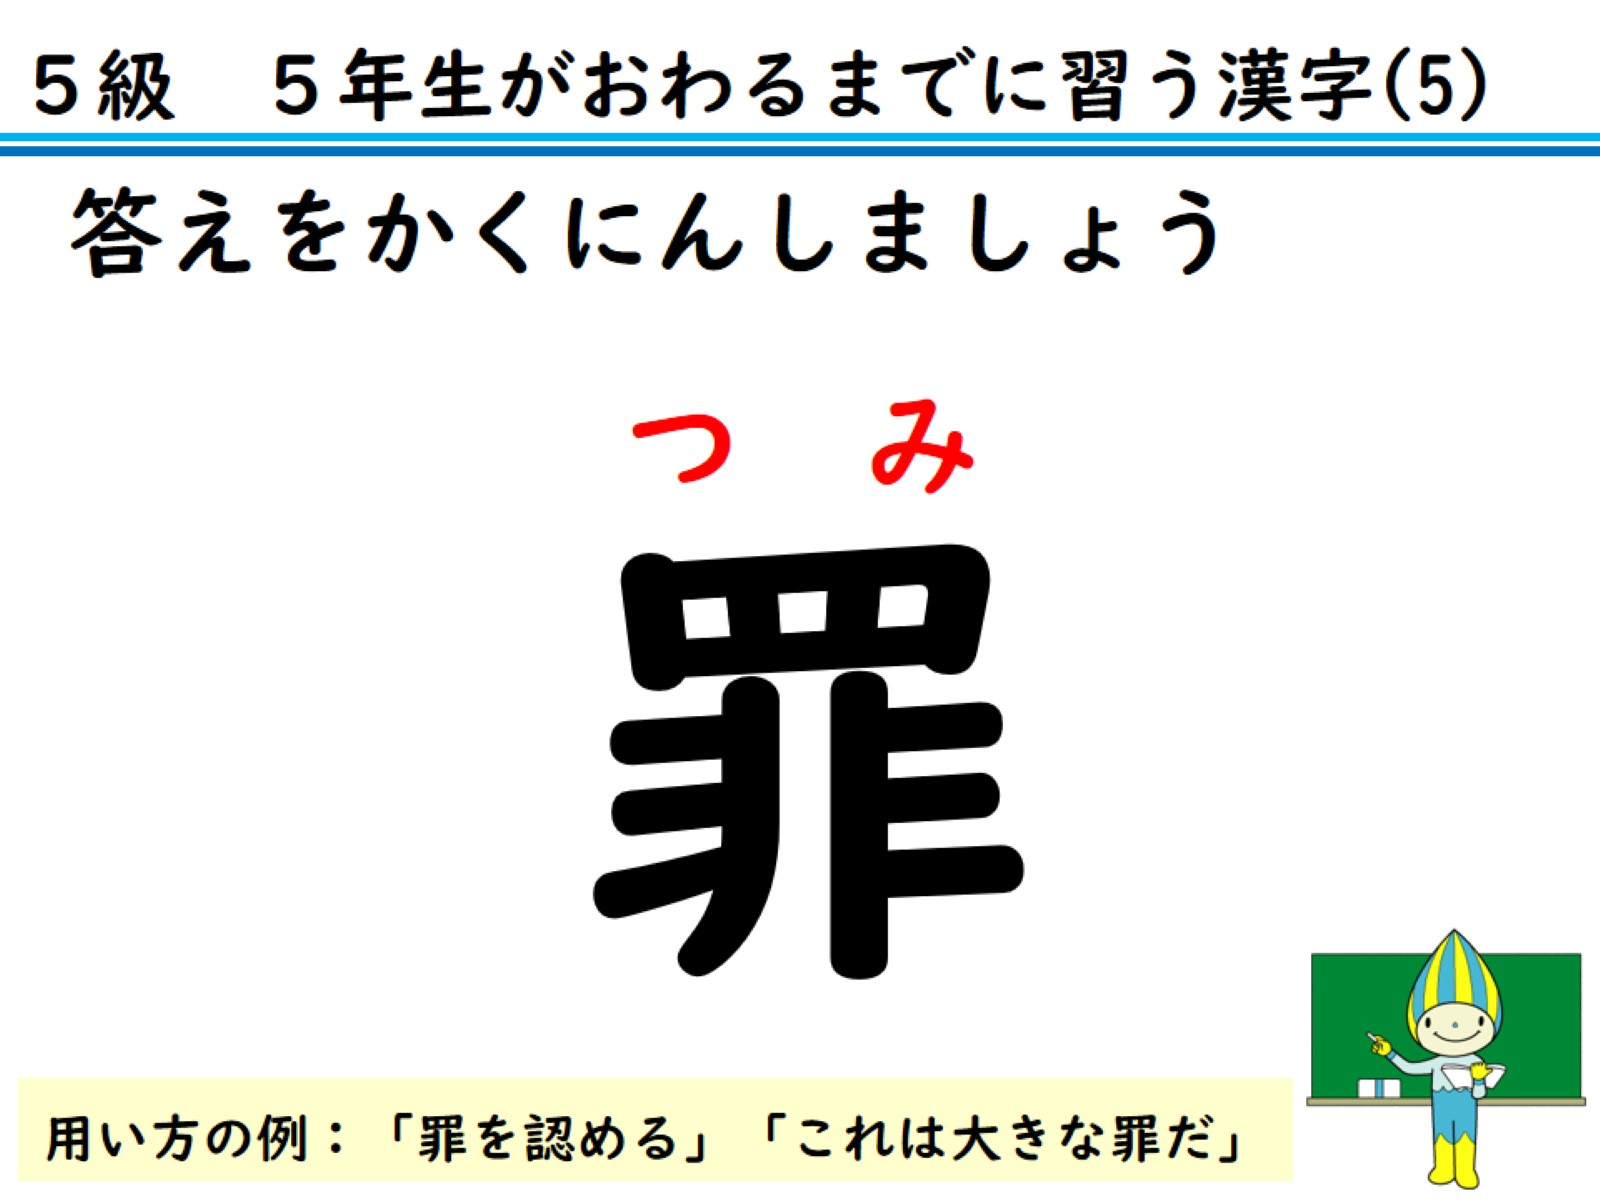 ５級　５年生がおわるまでに習う漢字(5)
答えをかくにんしましょう
つ　み
罪
用い方の例：「罪を認める」「これは大きな罪だ」